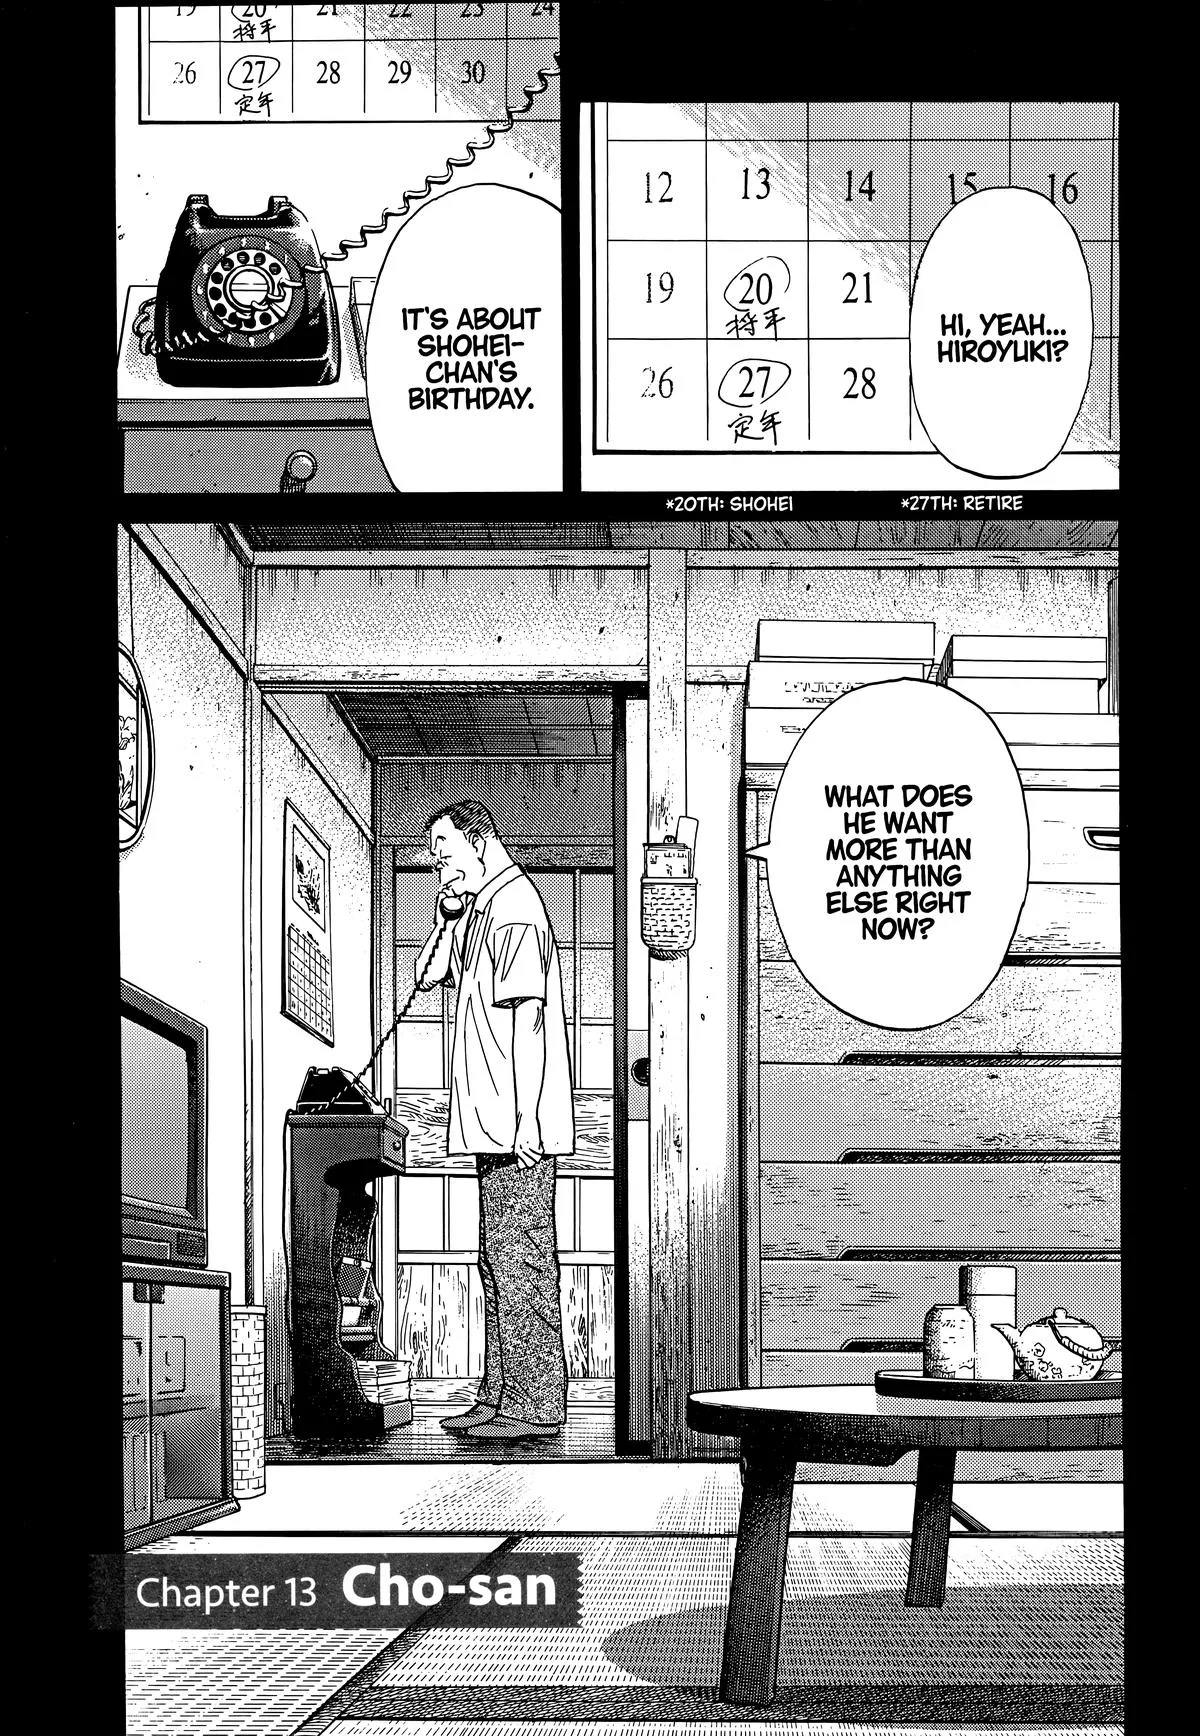 12 13 14 15 16
19 20 21
将平
26 27 28
定年
HI, YEAH...
HIROYUKI?
*20TH: SHOHEI
*27TH: RETIRE
19 20 21 22 23 24
将平
26 27 28 29 30
定年
IT'S ABOUT
SHOHEI-
CHAN'S
BIRTHDAY.
WHAT DOES
HE WANT
MORE THAN
ANYTHING
ELSE RIGHT
NOW?
Chapter 13 Cho-san